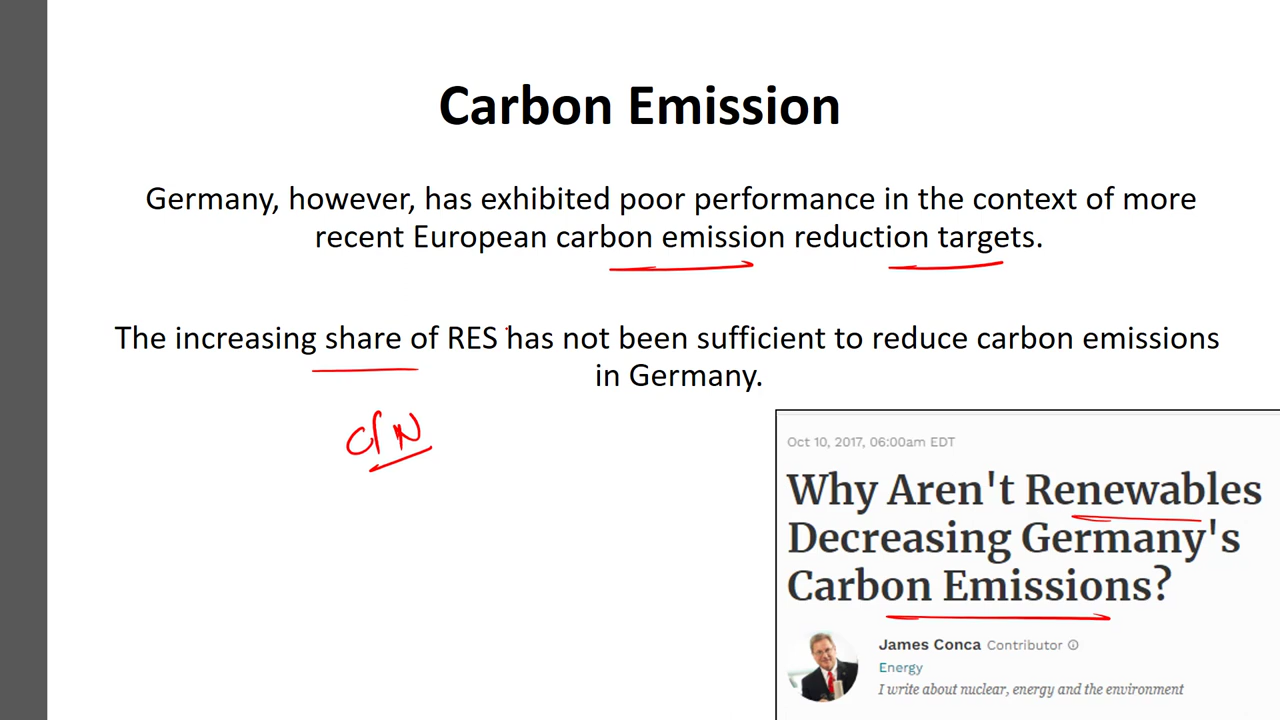 Carbon Emission
Germany, however, has exhibited poor performance in the context of more
recent European carbon emission reduction targets.
The increasing share of RES has not been sufficient to reduce carbon emissions
in Germany.
Oct 10, 2017, 06:00am EDT
Why Aren't Renewables
Decreasing Germany's
Carbon Emissions?
James Conca Contributor
Energy
I write about nuclear, energy and the environment